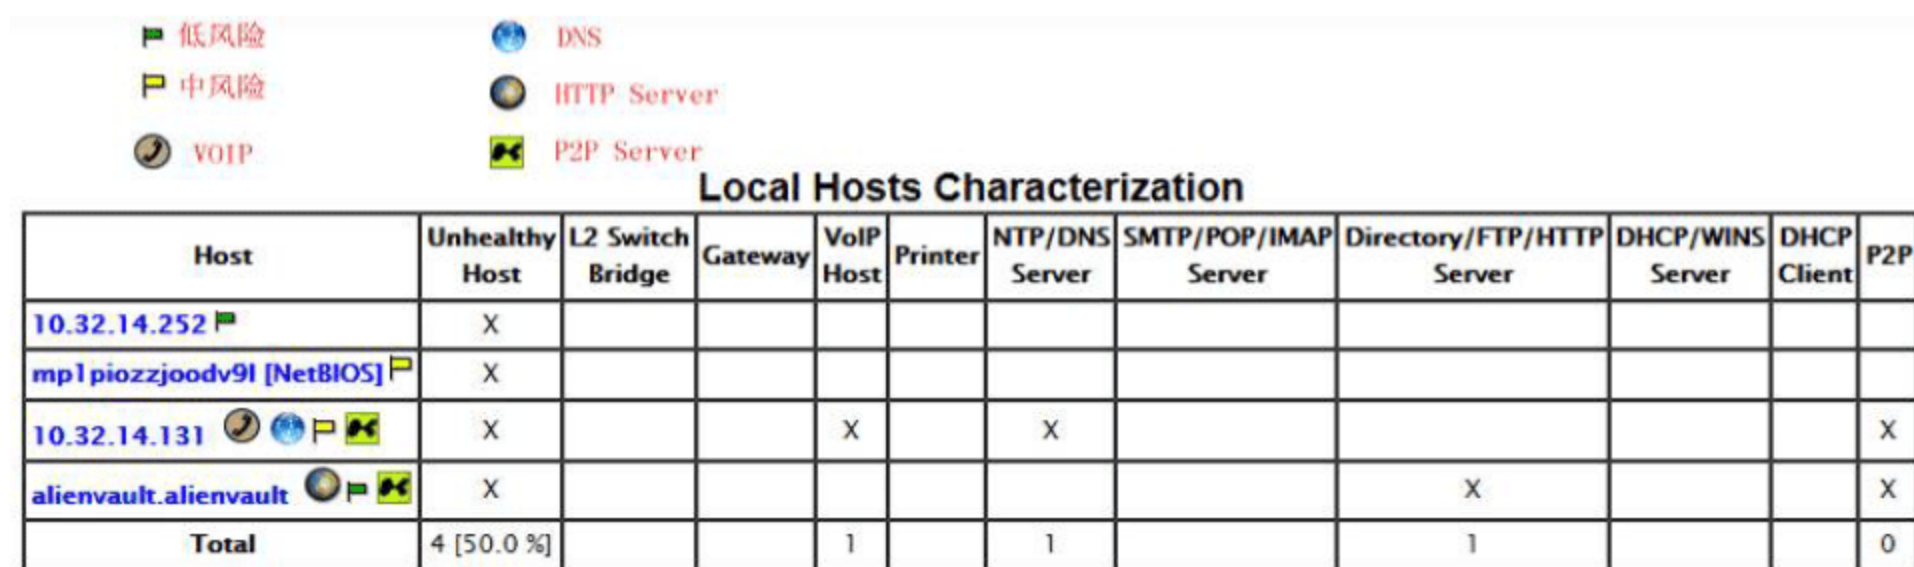 低风险 DNS
中风险 HTTP Server
VOIP P2P Server
Local Hosts Characterization
Host Unhealthy Host L2 Switch Bridge Gateway VoIP Host Printer NTP/DNS Server SMTP/POP/IMAP Server Directory/FTP/HTTP Server DHCP/WINS Server DHCP Client P2P
10.32.14.252 X
mp1piozzjoodv9l [NetBIOS] X
10.32.14.131 X X X X
alienvault.alienvault X X X
Total 4 [50.0 %] 1 1 1 0